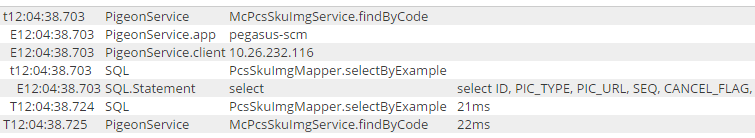 t12:04:38.703 PigeonService McPcsSkuImgService.findByCode
E12:04:38.703 PigeonService.app pegasus-scm
E12:04:38.703 PigeonService.client 10.26.232.116
t12:04:38.703 SQL PcsSkuImgMapper.selectByExample
E12:04:38.703 SQL.Statement select select ID, PIC_TYPE, PIC_URL, SEQ, CANCEL_FLAG,
T12:04:38.724 SQL PcsSkuImgMapper.selectByExample 21ms
T12:04:38.725 PigeonService McPcsSkuImgService.findByCode 22ms